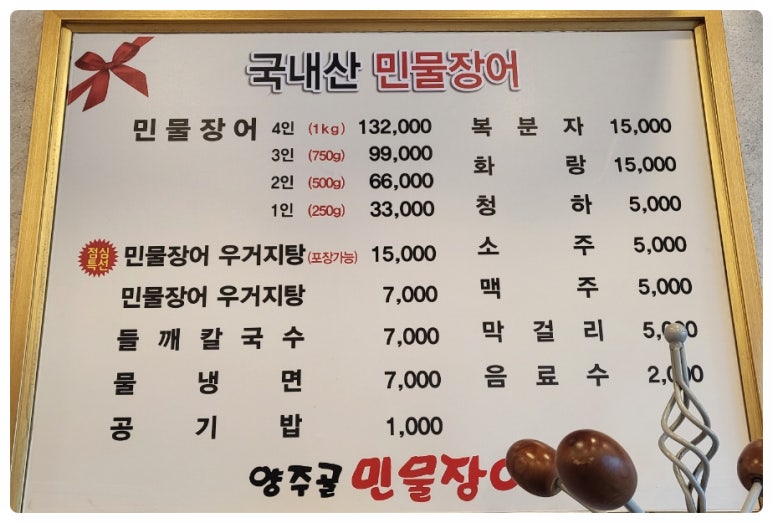 국내산 민물장어
민물장어 4인 (1kg) 132,000
3인 (750g) 99,000
2인 (500g) 66,000
1인 (250g) 33,000
점심특선 민물장어 우거지탕 (포장가능) 15,000
민물장어 우거지탕 7,000
들깨칼국수 7,000
물냉면 7,000
공기밥 1,000
복분자 15,000
화랑 15,000
청하 5,000
소주 5,000
맥주 5,000
막걸리 5,000
음료수 2,000
양주골 민물장어